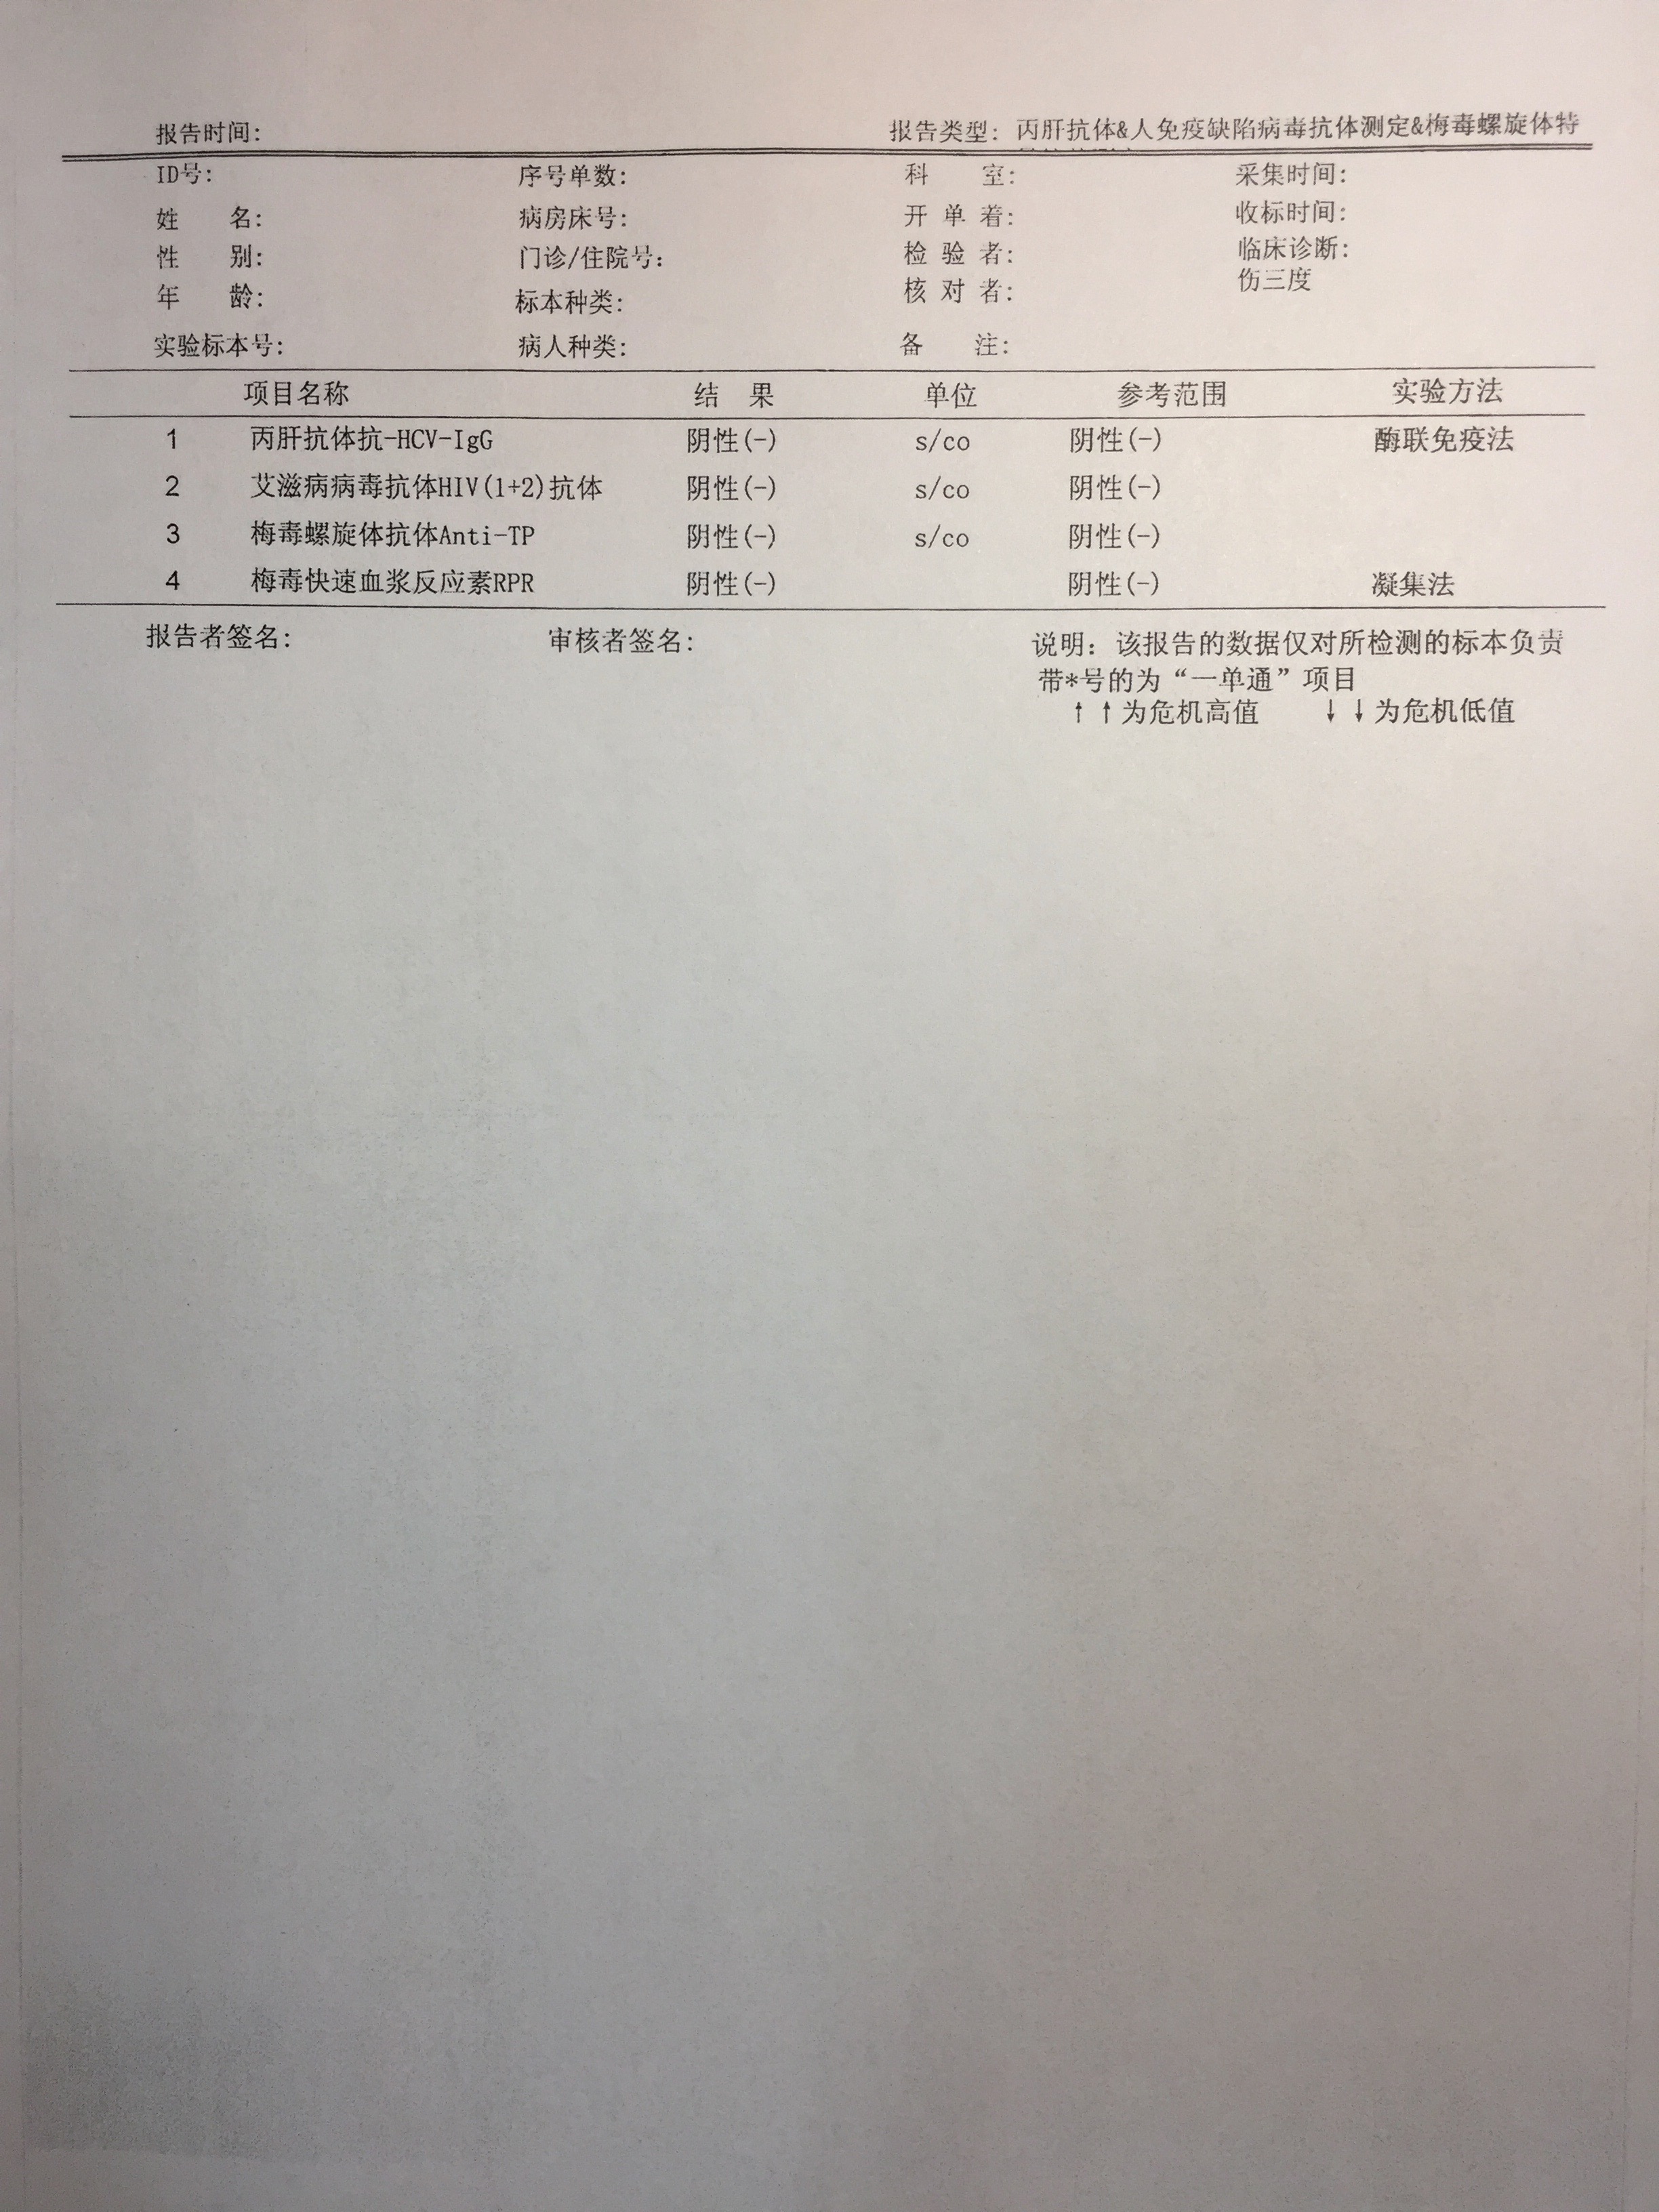 报告时间: 报告类型: 丙肝抗体&人免疫缺陷病毒抗体测定&梅毒螺旋体特
ID号: 序号单数: 科 室: 采集时间:
姓 名: 病房床号: 开 单 着: 收标时间:
性 别: 门诊/住院号: 检 验 者: 临床诊断:
年 龄: 标本种类: 核 对 者: 伤三度
实验标本号: 病人种类: 备 注:
项目名称 结 果 单位 参考范围 实验方法
1 丙肝抗体抗-HCV-IgG 阴性(-) s/co 阴性(-) 酶联免疫法
2 艾滋病病毒抗体HIV(1+2)抗体 阴性(-) s/co 阴性(-)
3 梅毒螺旋体抗体Anti-TP 阴性(-) s/co 阴性(-)
4 梅毒快速血浆反应素RPR 阴性(-) 阴性(-) 凝集法
报告者签名: 审核者签名: 说明: 该报告的数据仅对所检测的标本负责
带*号的为“一单通”项目
↑↑为危机高值 ↓↓为危机低值